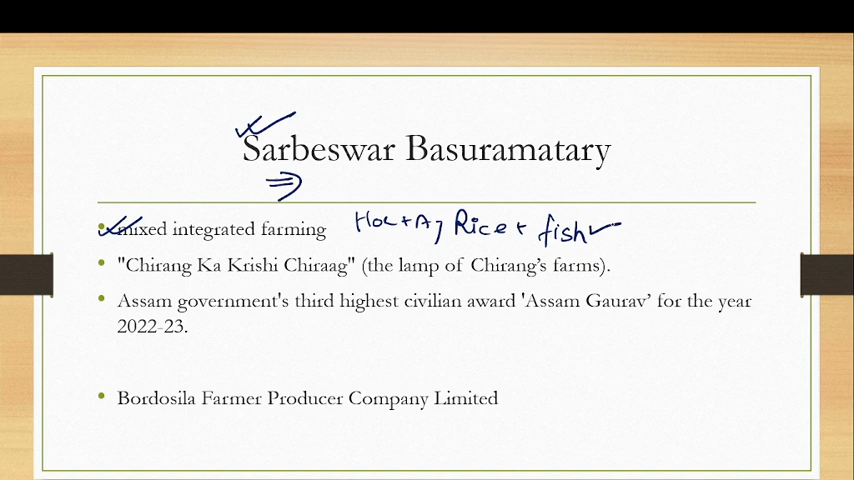 Sarbeswar Basuramatary
mixed integrated farming Rice + fish
"Chirang Ka Krishi Chiraag" (the lamp of Chirang’s farms).
Assam government's third highest civilian award 'Assam Gaurav’ for the year
2022-23.
Bordosila Farmer Producer Company Limited